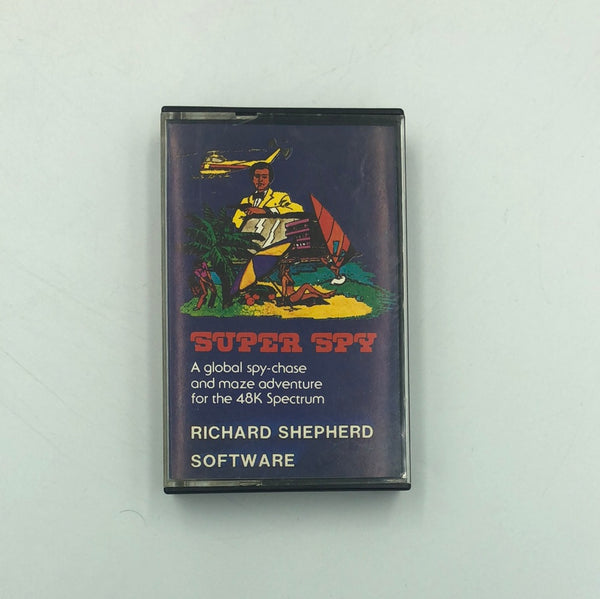 SUPER SPY
A global spy-chase
and maze adventure
for the 48K Spectrum
RICHARD SHEPHERD
SOFTWARE